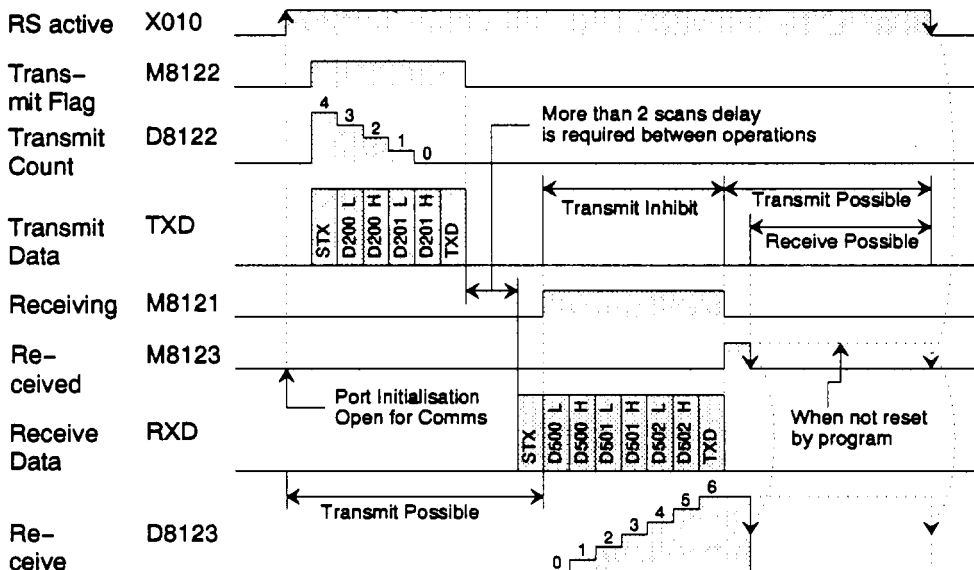 RS active X010
Trans-
mit Flag
M8122
Transmit
Count
D8122
4
3
2
1
0
More than 2 scans delay
is required between operations
Transmit Inhibit
Transmit Possible
Receive Possible
Transmit
Data
TXD
STX
D200 L
D200 H
D201 L
D201 H
TXD
Receiving M8121
Re-
ceived
M8123
Port Initialisation
Open for Comms
When not reset
by program
Receive
Data
RXD
STX
D500 L
D500 H
D501 L
D501 H
D502 L
D502 H
TXD
Transmit Possible
Re-
ceive
D8123
0
1
2
3
4
5
6